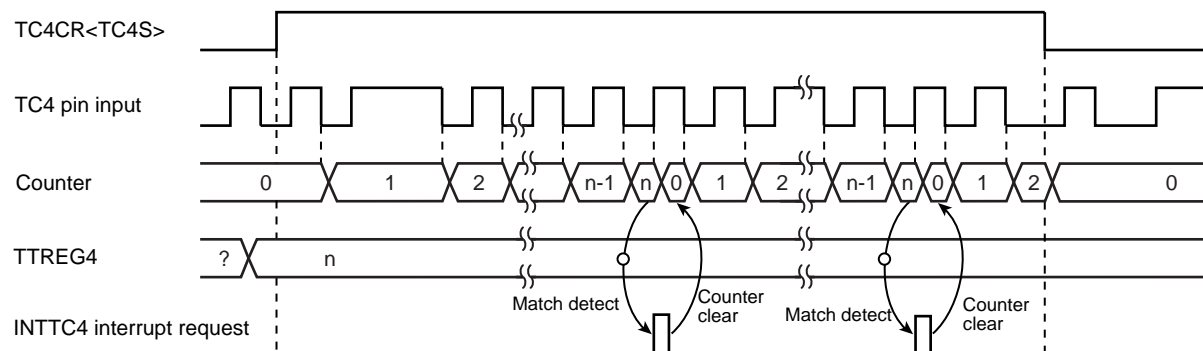 TC4CR<TC4S>
TC4 pin input
Counter 0 1 2 n-1 n 0 1 2 n-1 n 0 1 2 0
TTREG4 ? n
Match detect Counter clear Match detect Counter clear
INTTC4 interrupt request